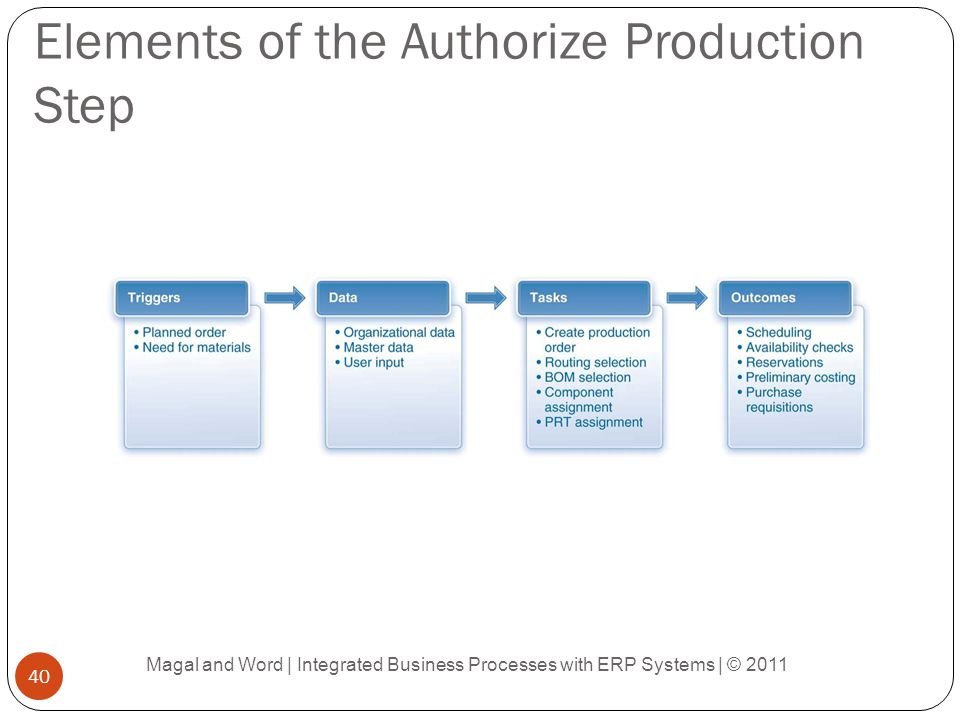 Elements of the Authorize Production
Step
Triggers
• Planned order
• Need for materials
Data
• Organizational data
• Master data
• User input
Tasks
• Create production
order
• Routing selection
• BOM selection
• Component
assignment
• PRT assignment
Outcomes
• Scheduling
• Availability checks
• Reservations
• Preliminary costing
• Purchase
requisitions
Magal and Word | Integrated Business Processes with ERP Systems | © 2011
40